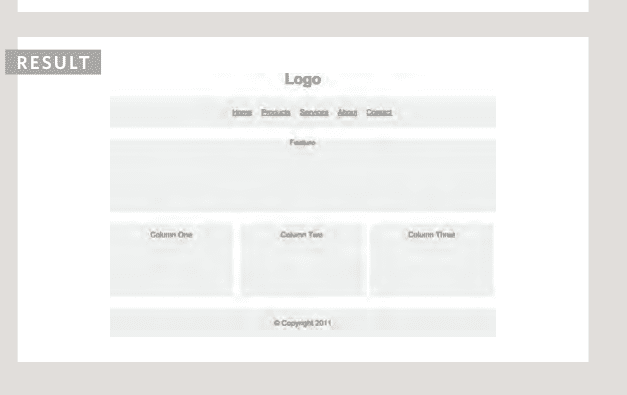 RESULT
Logo
Home Products Services About Contact
Feature
Column One Column Two Column Three
© Copyright 2011